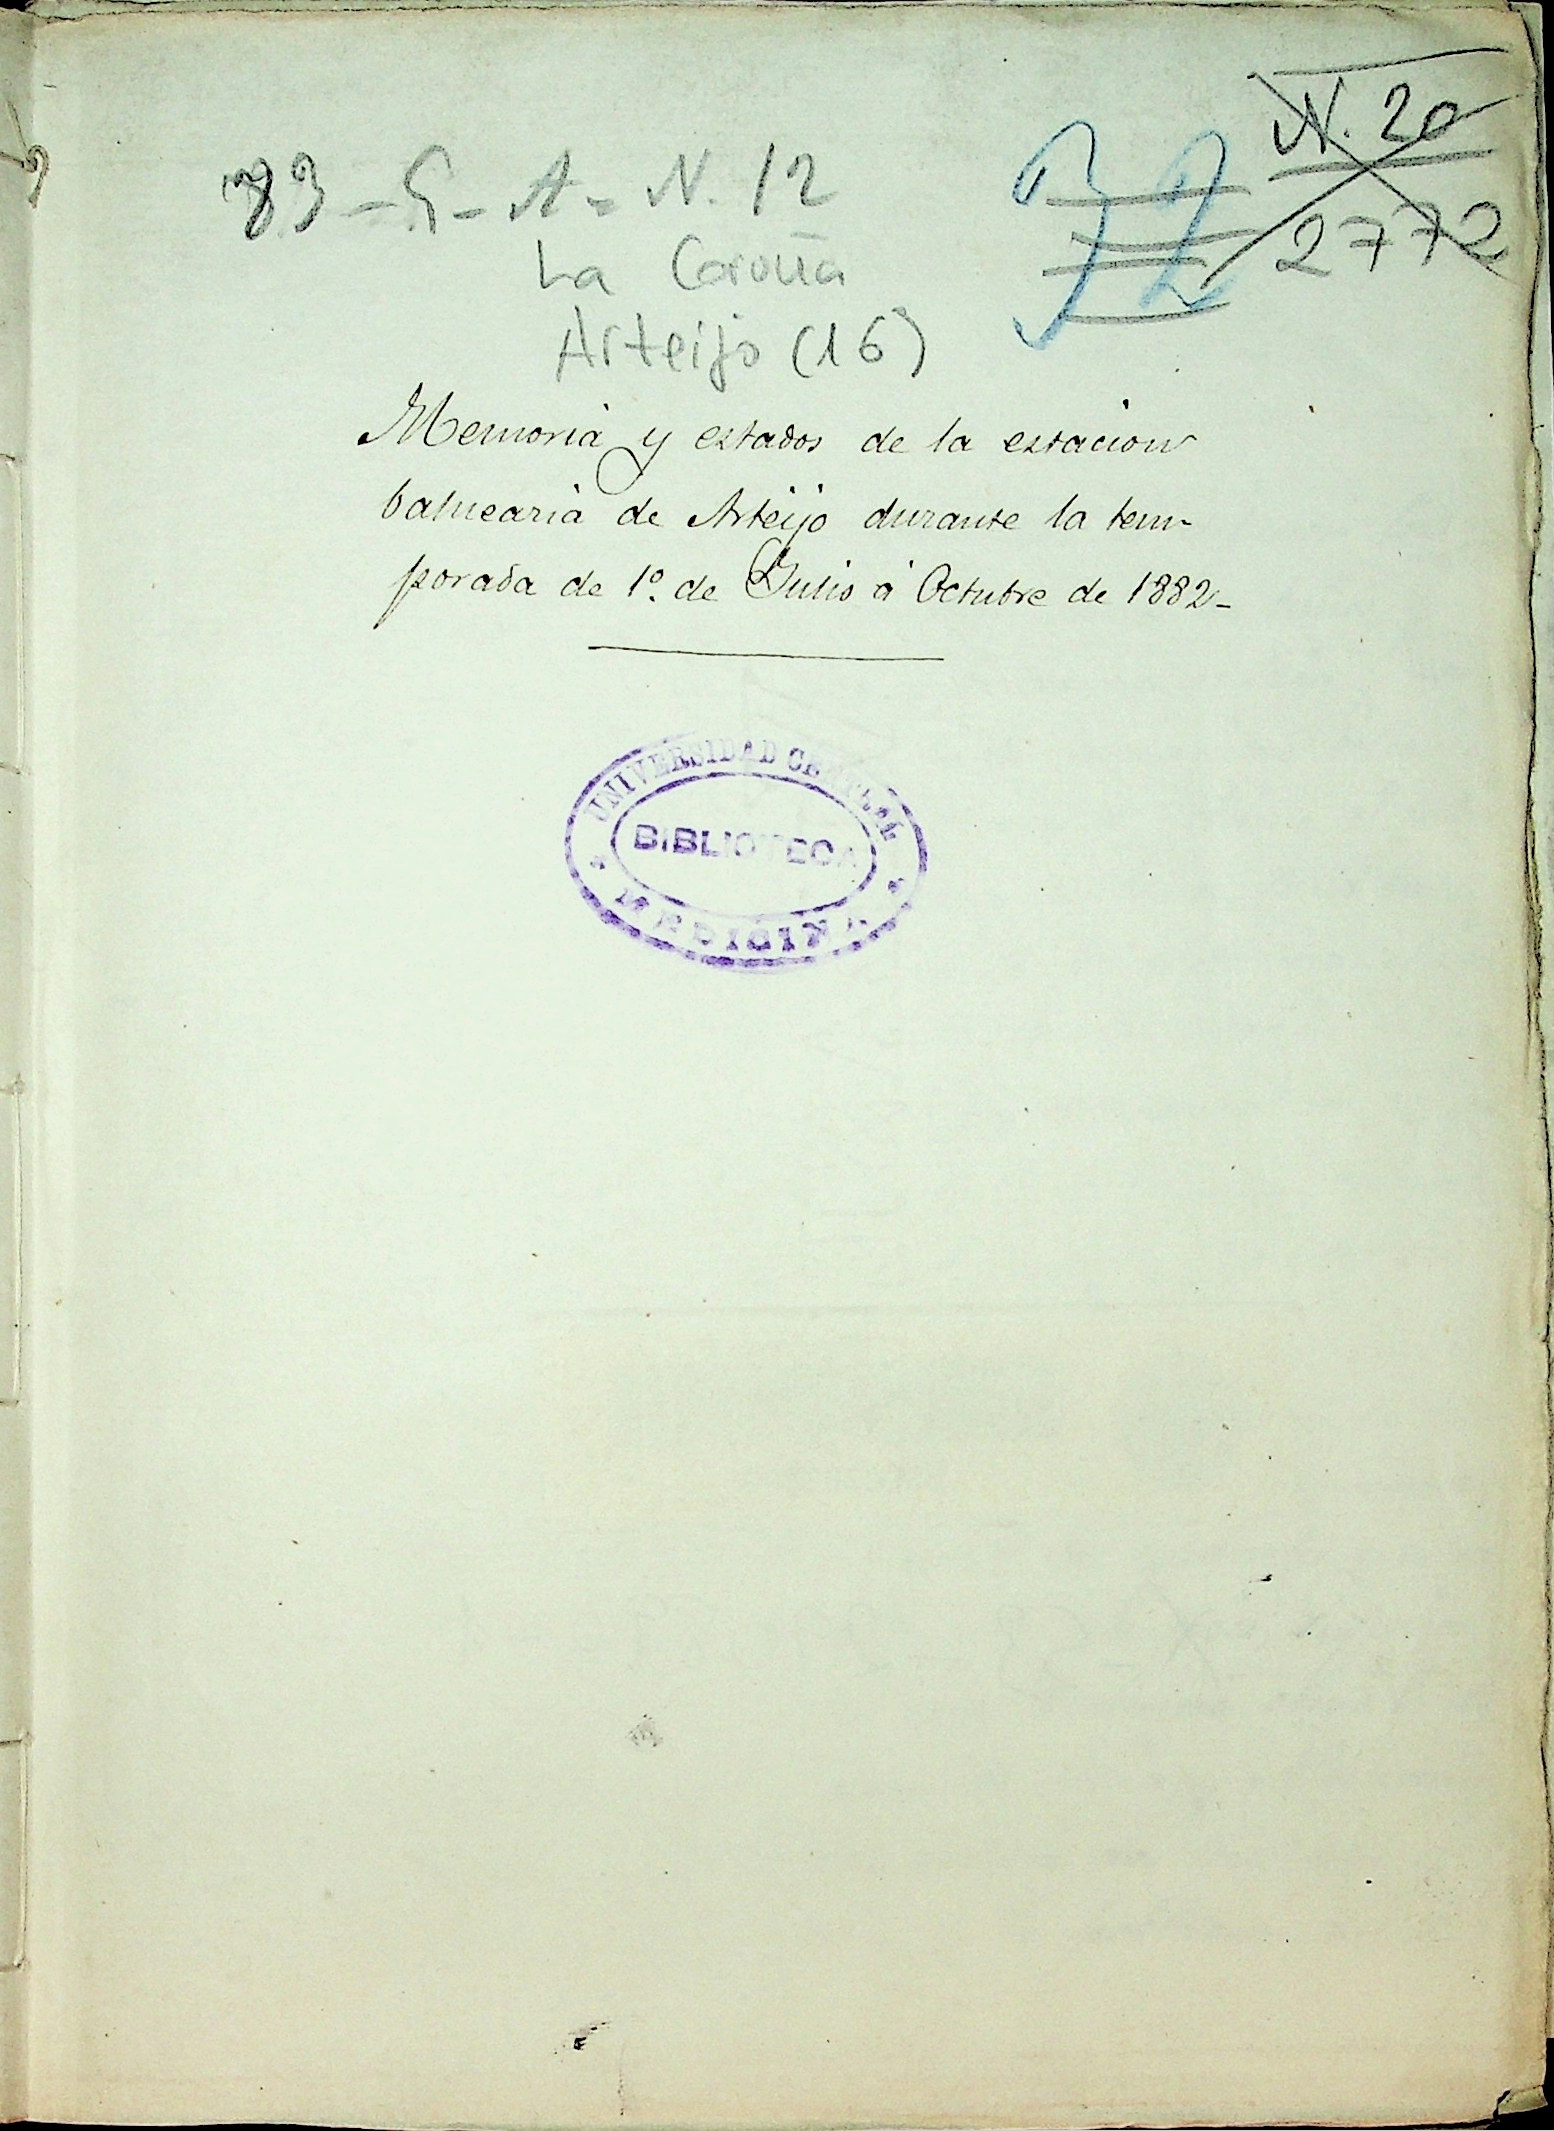 83-5-A-N.12
N. 20
2772
32
La Coruña
Arteijo (16)
Memoria y estados de la estacion
balnearia de Arteijo durante la tem-
porada de 1º. de Julio á Octubre de 1882-
UNIVERSIDAD CENTRAL
BIBLIOTECA
MEDICINA